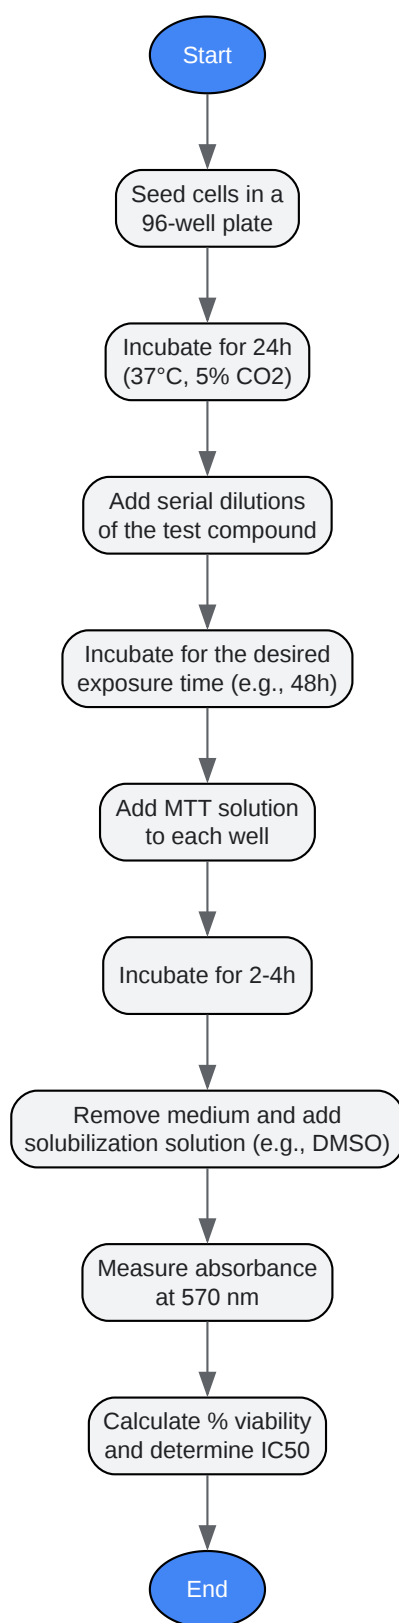 Start
Seed cells in a
96-well plate
Incubate for 24h
(37°C, 5% CO2)
Add serial dilutions
of the test compound
Incubate for the desired
exposure time (e.g., 48h)
Add MTT solution
to each well
Incubate for 2-4h
Remove medium and add
solubilization solution (e.g., DMSO)
Measure absorbance
at 570 nm
Calculate % viability
and determine IC50
End